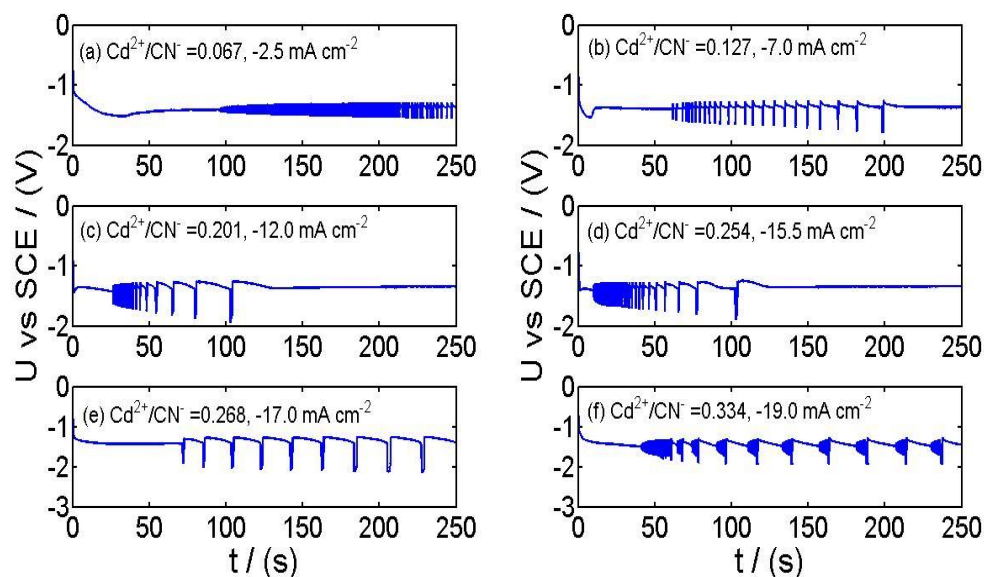 0
(a) Cd²⁺/CN⁻ =0.067, -2.5 mA cm⁻²
-1
-2
0 50 100 150 200 250
0
(b) Cd²⁺/CN⁻ =0.127, -7.0 mA cm⁻²
-1
-2
0 50 100 150 200 250
U vs SCE / (V)
0
(c) Cd²⁺/CN⁻ =0.201, -12.0 mA cm⁻²
-1
-2
0 50 100 150 200 250
U vs SCE / (V)
0
(d) Cd²⁺/CN⁻ =0.254, -15.5 mA cm⁻²
-1
-2
0 50 100 150 200 250
0
(e) Cd²⁺/CN⁻ =0.268, -17.0 mA cm⁻²
-1
-2
-3
0 50 100 150 200 250
t / (s)
0
(f) Cd²⁺/CN⁻ =0.334, -19.0 mA cm⁻²
-1
-2
-3
0 50 100 150 200 250
t / (s)